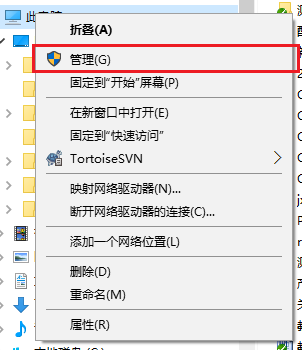 此电脑
折叠(A)
管理(G)
固定到"开始"屏幕(P)
在新窗口中打开(E)
固定到"快速访问"
TortoiseSVN
映射网络驱动器(N)...
断开网络驱动器的连接(C)...
添加一个网络位置(L)
删除(D)
重命名(M)
属性(R)